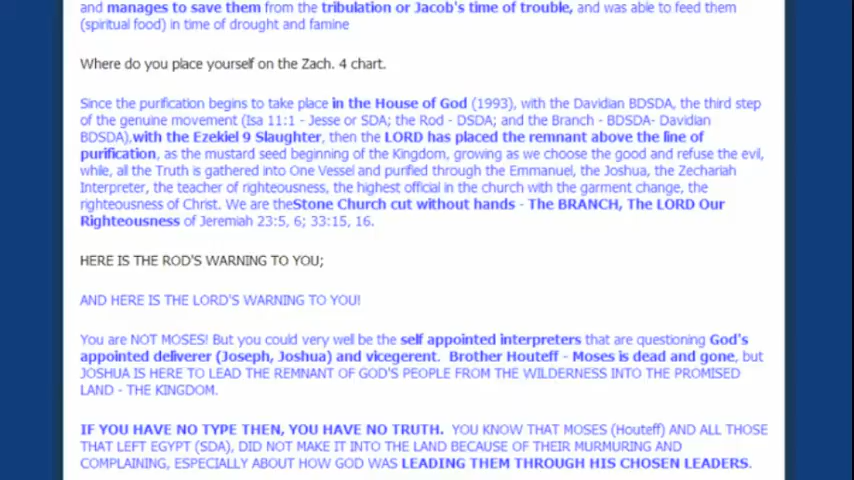 and manages to save them from the tribulation or Jacob's time of trouble, and was able to feed them
(spiritual food) in time of drought and famine
Where do you place yourself on the Zach. 4 chart.
Since the purification begins to take place in the House of God (1993), with the Davidian BDSDA, the third step
of the genuine movement (Isa 11:1 - Jesse or SDA; the Rod - DSDA; and the Branch - BDSDA- Davidian
BDSDA),with the Ezekiel 9 Slaughter, then the LORD has placed the remnant above the line of
purification, as the mustard seed beginning of the Kingdom, growing as we choose the good and refuse the evil,
while, all the Truth is gathered into One Vessel and purified through the Emmanuel, the Joshua, the Zechariah
Interpreter, the teacher of righteousness, the highest official in the church with the garment change, the
righteousness of Christ. We are theStone Church cut without hands - The BRANCH, The LORD Our
Righteousness of Jeremiah 23:5, 6; 33:15, 16.
HERE IS THE ROD'S WARNING TO YOU;
AND HERE IS THE LORD'S WARNING TO YOU!
You are NOT MOSES! But you could very well be the self appointed interpreters that are questioning God's
appointed deliverer (Joseph, Joshua) and vicegerent. Brother Houteff - Moses is dead and gone, but
JOSHUA IS HERE TO LEAD THE REMNANT OF GOD'S PEOPLE FROM THE WILDERNESS INTO THE PROMISED
LAND - THE KINGDOM.
IF YOU HAVE NO TYPE THEN, YOU HAVE NO TRUTH. YOU KNOW THAT MOSES (Houteff) AND ALL THOSE
THAT LEFT EGYPT (SDA), DID NOT MAKE IT INTO THE LAND BECAUSE OF THEIR MURMURING AND
COMPLAINING, ESPECIALLY ABOUT HOW GOD WAS LEADING THEM THROUGH HIS CHOSEN LEADERS.